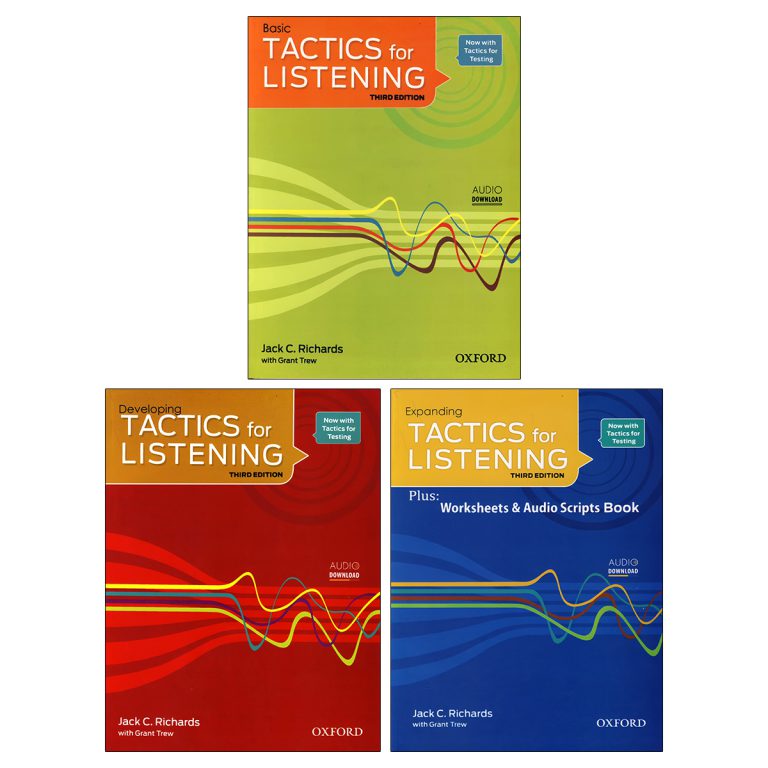 Basic
TACTICS for
LISTENING
THIRD EDITION
Now with
Tactics for
Testing
AUDIO
DOWNLOAD
Jack C. Richards
with Grant Trew
OXFORD
Developing
TACTICS for
LISTENING
THIRD EDITION
Now with
Tactics for
Testing
AUDIO
DOWNLOAD
Jack C. Richards
with Grant Trew
OXFORD
Expanding
TACTICS for
LISTENING
THIRD EDITION
Now with
Tactics for
Testing
Plus:
Worksheets & Audio Scripts Book
AUDIO
DOWNLOAD
Jack C. Richards
with Grant Trew
OXFORD